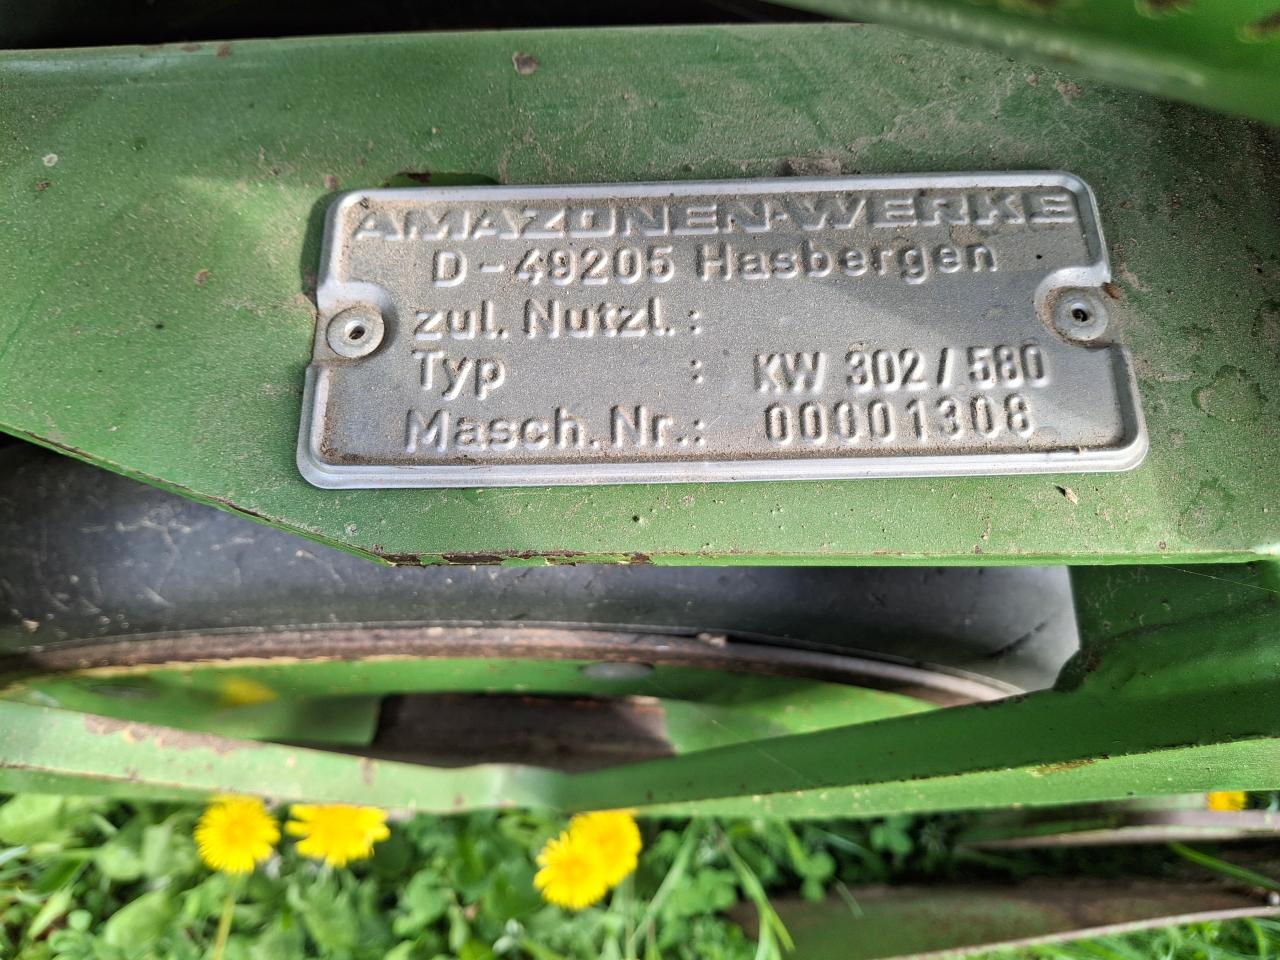 AMAZONEN-WERKE
D-49205 Hasbergen
zul. Nutzl.:
Typ : KW 302/580
Masch. Nr.: 00001308